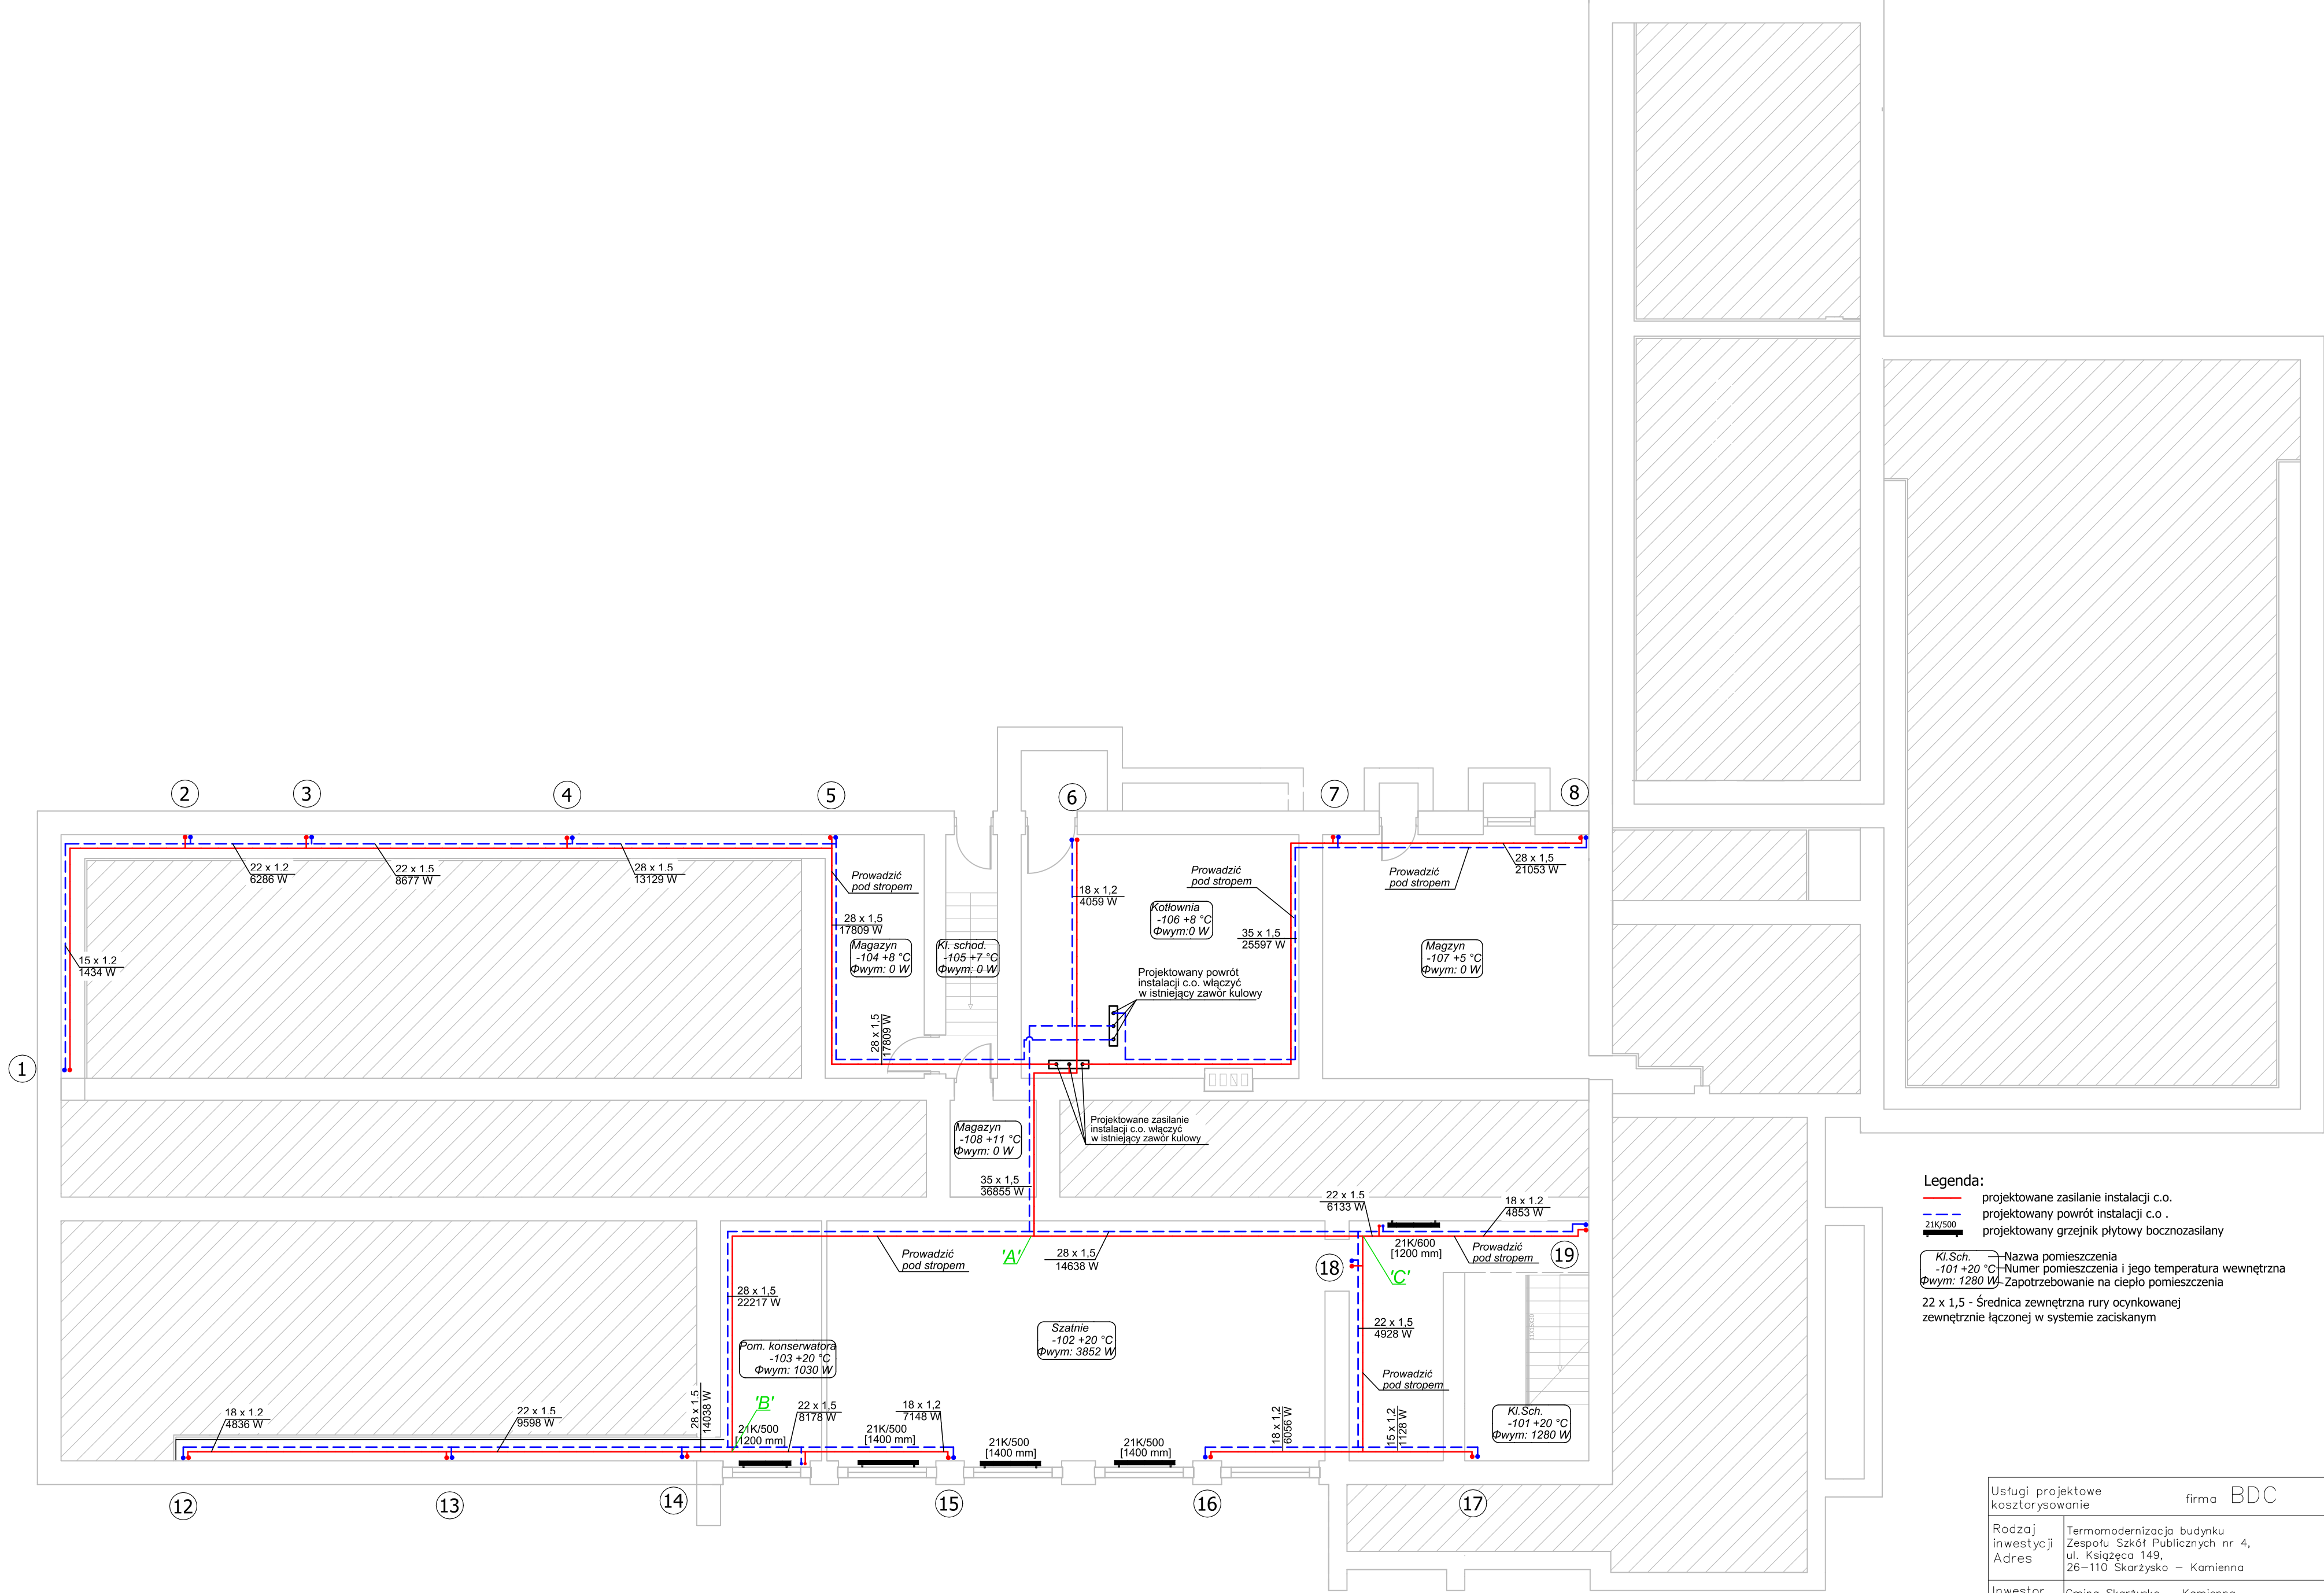 2
3
4
5
6
7
8
22 x 1.2
6286 W
22 x 1.5
8677 W
28 x 1.5
13129 W
Prowadzić
pod stropem
28 x 1,5
17809 W
15 x 1.2
1434 W
Magazyn
-104 +8 °C
Φwym: 0 W
Kl. schod.
-105 +7 °C
Φwym: 0 W
18 x 1,2
4059 W
Kotłownia
-106 +8 °C
Φwym:0 W
Prowadzić
pod stropem
35 x 1,5
25597 W
Prowadzić
pod stropem
28 x 1,5
21053 W
Magzyn
-107 +5 °C
Φwym: 0 W
Projektowany powrót
instalacji c.o. włączyć
w istniejący zawór kulowy
28 x 1,5
17809 W
1
Projektowane zasilanie
instalacji c.o. włączyć
w istniejący zawór kulowy
Magazyn
-108 +11 °C
Φwym: 0 W
35 x 1,5
36855 W
22 x 1.5
6133 W
18 x 1.2
4853 W
Prowadzić
pod stropem
'A'
28 x 1,5
14638 W
18
21K/600
[1200 mm]
'C'
Prowadzić
pod stropem
19
28 x 1,5
22217 W
Pom. konserwatora
-103 +20 °C
Φwym: 1030 W
Szatnie
-102 +20 °C
Φwym: 3852 W
22 x 1,5
4928 W
Prowadzić
pod stropem
Kl.Sch.
-101 +20 °C
Φwym: 1280 W
18 x 1.2
4836 W
22 x 1.5
9598 W
28 x 1.5
14038 W
'B'
21K/500
[1200 mm]
22 x 1,5
8178 W
21K/500
[1400 mm]
18 x 1,2
7148 W
21K/500
[1400 mm]
21K/500
[1400 mm]
18 x 1.2
6056 W
15 x 1.2
1128 W
12
13
14
15
16
17
Legenda:
projektowane zasilanie instalacji c.o.
projektowany powrót instalacji c.o .
21K/500
projektowany grzejnik płytowy bocznozasilany
Kl.Sch.
-101 +20 °C
Φwym: 1280 W
Nazwa pomieszczenia
Numer pomieszczenia i jego temperatura wewnętrzna
Zapotrzebowanie na ciepło pomieszczenia
22 x 1,5 - Średnica zewnętrzna rury ocynkowanej
zewnętrznie łączonej w systemie zaciskanym
Usługi projektowe
kosztorysowanie
firma BDC
Rodzaj
inwestycji
Adres
Termomodernizacja budynku
Zespołu Szkół Publicznych nr 4,
ul. Książęca 149,
26–110 Skarżysko – Kamienna
Inwestor
Gmina Skarżysko – Kamienna